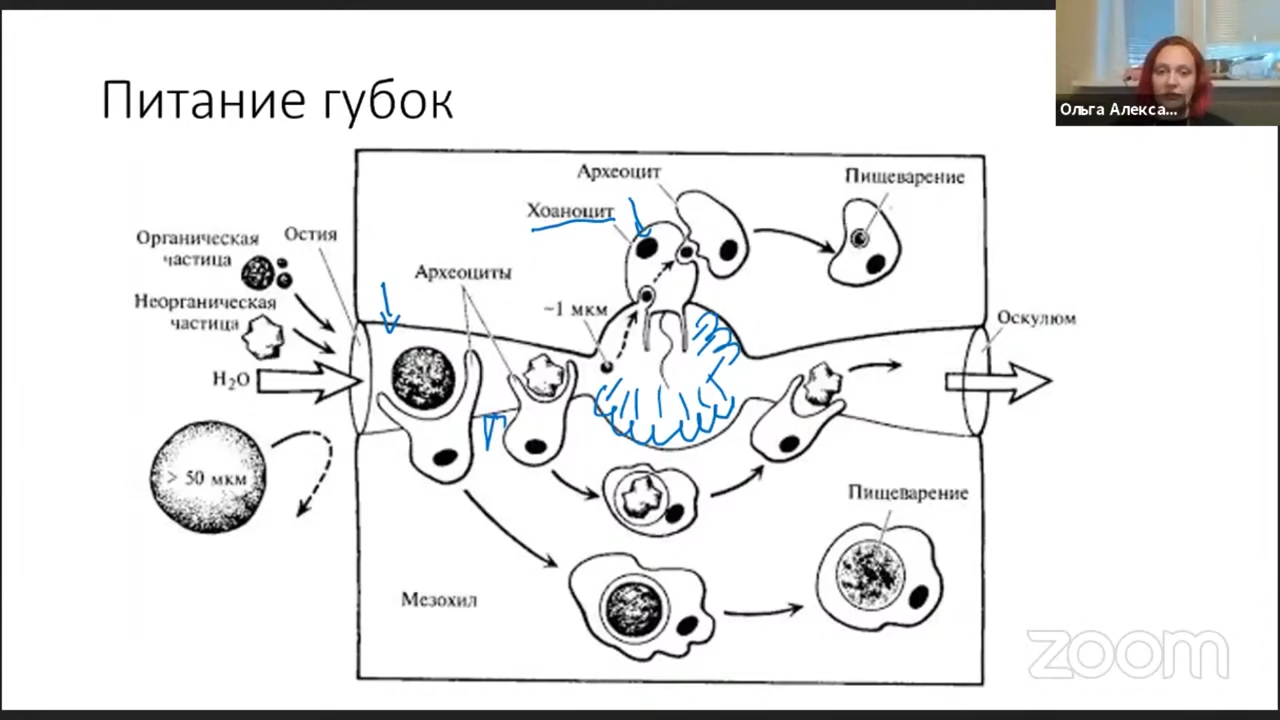 Питание губок
Ольга Алекса...
Археоцит
Пищеварение
Хоаноцит
Органическая
частица
Остия
Археоциты
Неорганическая
частица
~1 мкм
Оскулюм
H₂O
> 50 мкм
Пищеварение
Мезохил
zoom